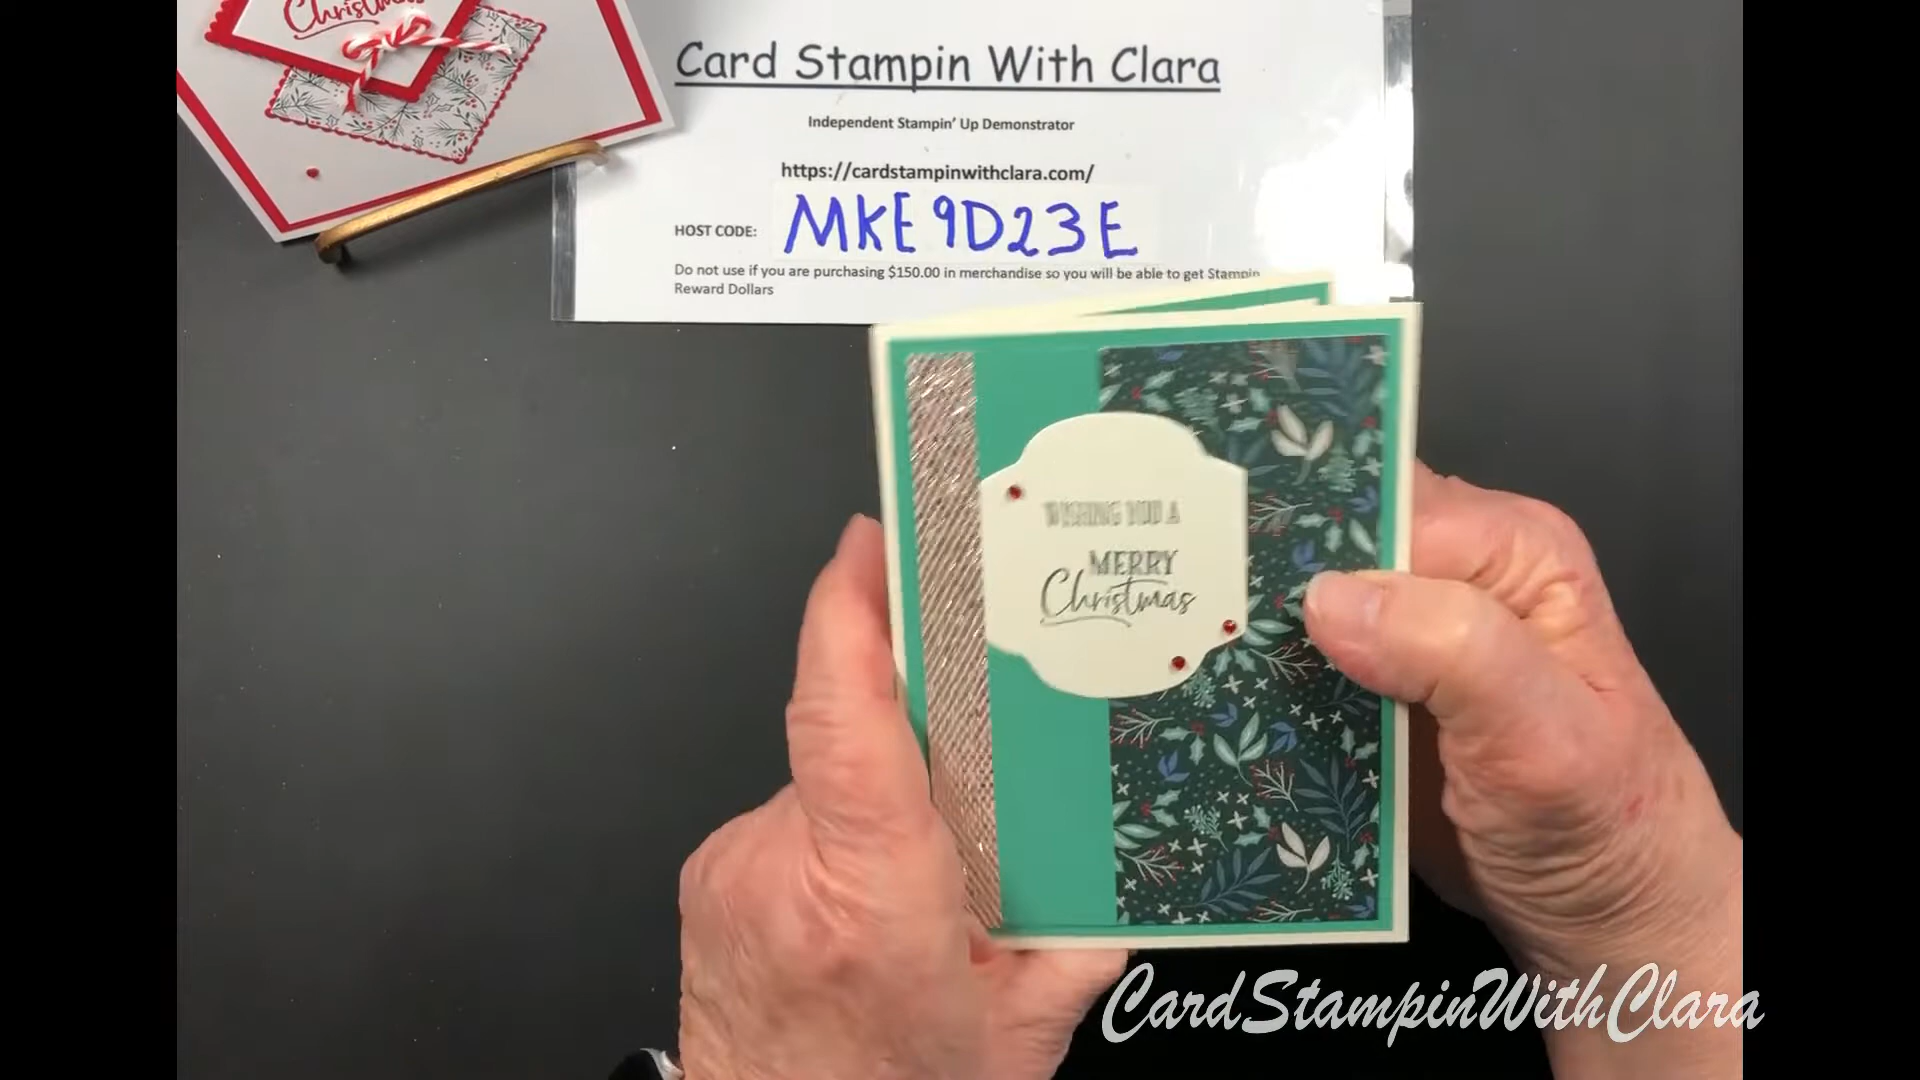 Christmas
Card Stampin With Clara
Independent Stampin' Up Demonstrator
https://cardstampinwithclara.com/
HOST CODE: MKE9D23E
Do not use if you are purchasing $150.00 in merchandise so you will be able to get Stampin
Reward Dollars
WISHING YOU A
MERRY
Christmas
CardStampinWithClara